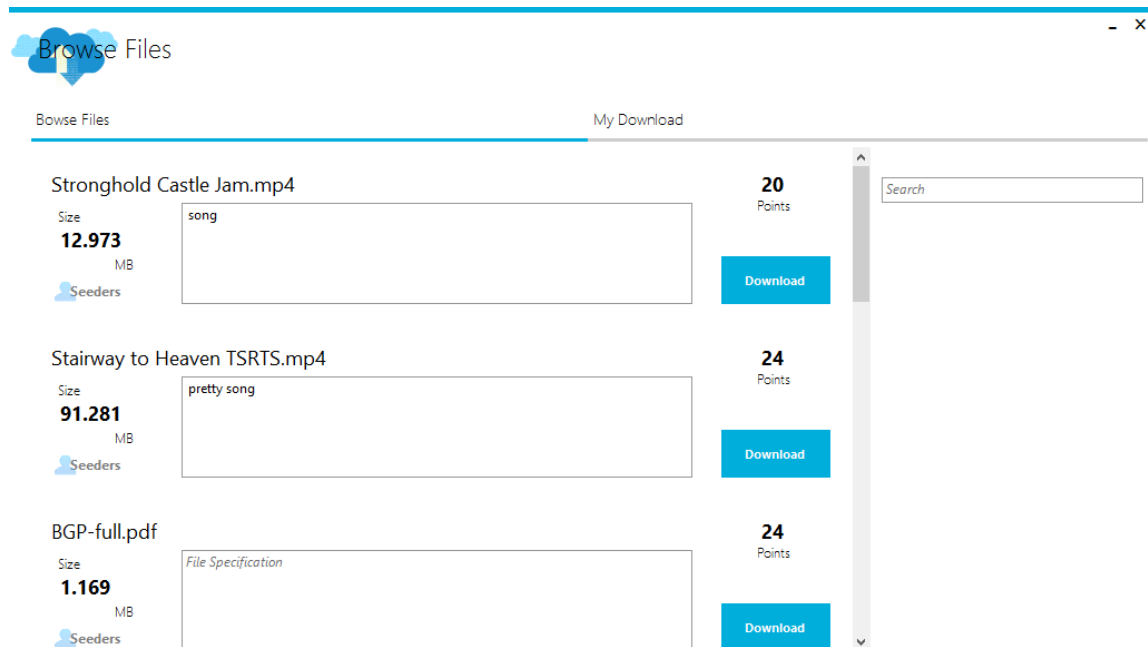 Browse Files
Bowse Files
My Download
Stronghold Castle Jam.mp4
20
Points
Size
12.973
MB
Seeders
song
Download
Search
Stairway to Heaven TSRTS.mp4
24
Points
Size
91.281
MB
Seeders
pretty song
Download
BGP-full.pdf
24
Points
Size
1.169
MB
Seeders
File Specification
Download